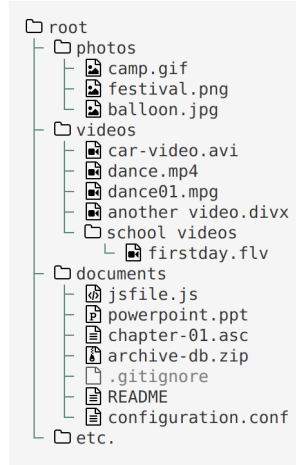 root
photos
camp.gif
festival.png
balloon.jpg
videos
car-video.avi
dance.mp4
dance01.mpg
another video.divx
school videos
firstday.flv
documents
jsfile.js
powerpoint.ppt
chapter-01.asc
archive-db.zip
.gitignore
README
configuration.conf
etc.